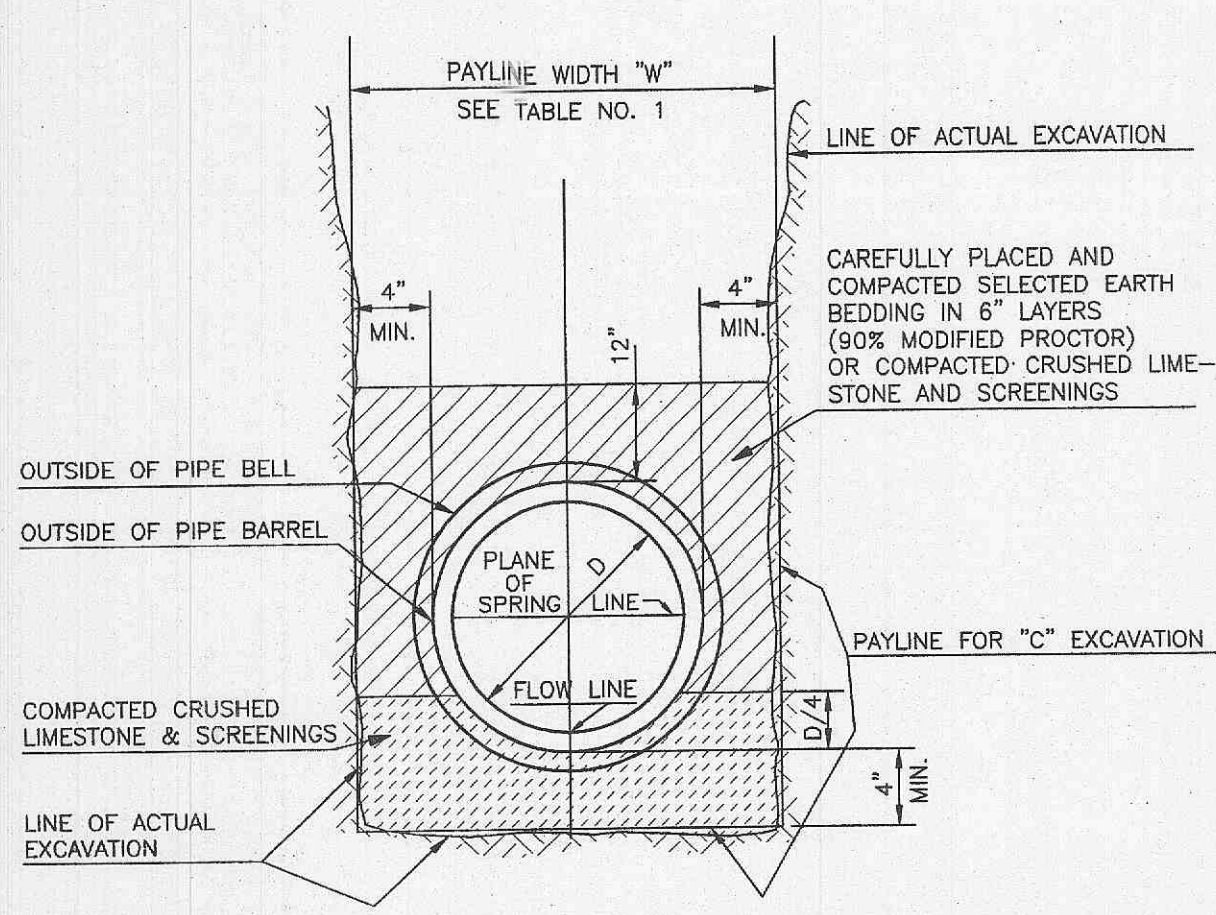 PAYLINE WIDTH "W"
SEE TABLE NO. 1
LINE OF ACTUAL EXCAVATION
CAREFULLY PLACED AND
COMPACTED SELECTED EARTH
BEDDING IN 6" LAYERS
(90% MODIFIED PROCTOR)
OR COMPACTED CRUSHED LIME-
STONE AND SCREENINGS
4"
MIN.
4"
MIN.
12"
OUTSIDE OF PIPE BELL
OUTSIDE OF PIPE BARREL
PLANE
OF
SPRING LINE
D
FLOW LINE
PAYLINE FOR "C" EXCAVATION
COMPACTED CRUSHED
LIMESTONE & SCREENINGS
D/4
4"
MIN.
LINE OF ACTUAL
EXCAVATION